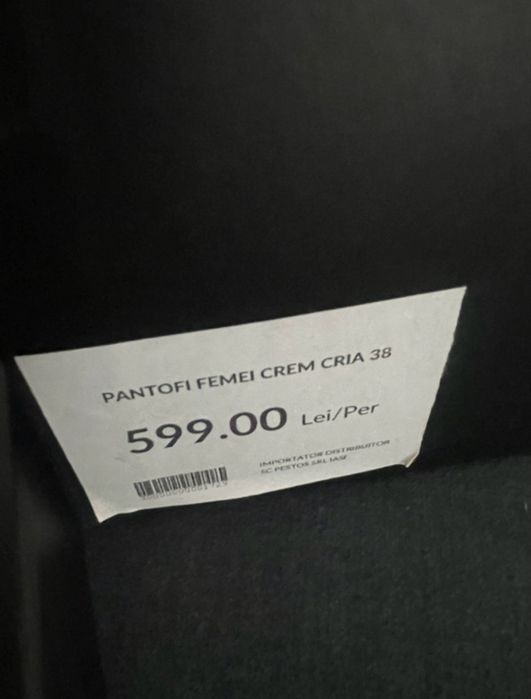 PANTOFI FEMEI CREM CRIA 38
599.00 Lei/Per
IMPORTATOR DISTRIBUITOR
SC PESTOS SRL IASI